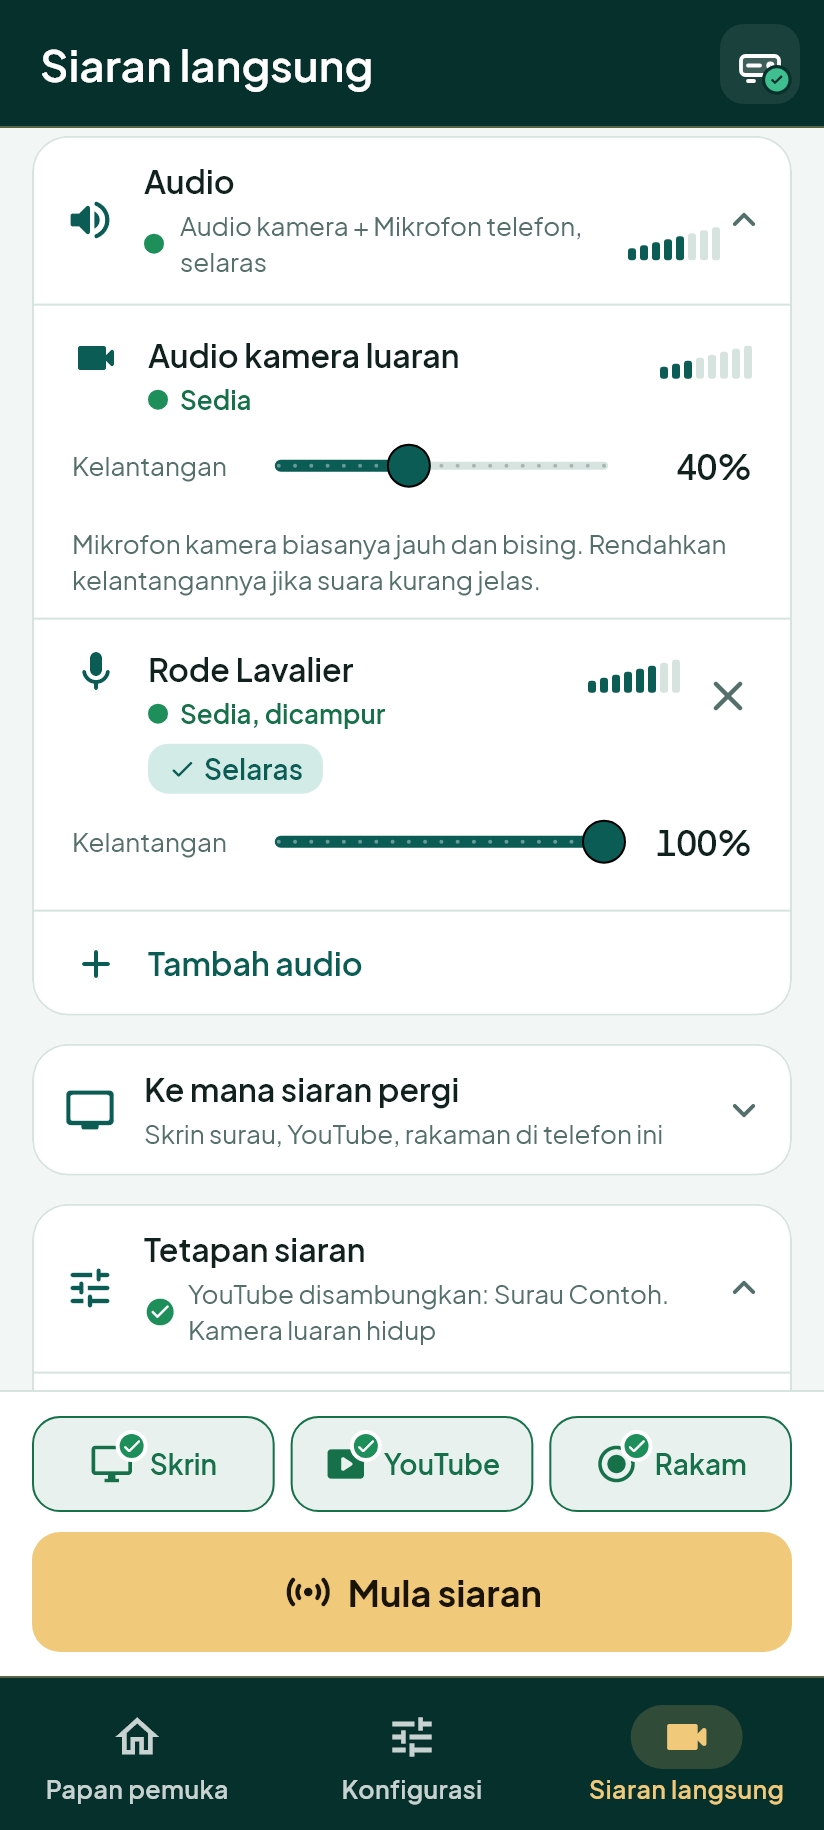 Siaran langsung
Audio
Audio kamera + Mikrofon telefon,
selaras
Audio kamera luaran
Sedia
Kelantangan
40%
Mikrofon kamera biasanya jauh dan bising. Rendahkan
kelantangannya jika suara kurang jelas.
Rode Lavalier
Sedia, dicampur
Selaras
Kelantangan
100%
Tambah audio
Ke mana siaran pergi
Skrin surau, YouTube, rakaman di telefon ini
Tetapan siaran
YouTube disambungkan: Surau Contoh.
Kamera luaran hidup
Skrin
YouTube
Rakam
Mula siaran
Papan pemuka
Konfigurasi
Siaran langsung